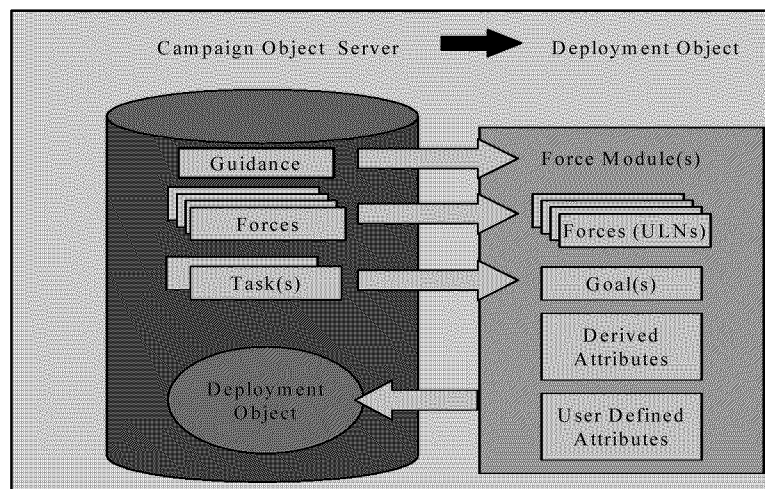 Campaign Object Server
Deployment Object
Guidance
Force Module(s)
Forces
Forces (ULNs)
Task(s)
Goal(s)
Derived
Attributes
Deployment
Object
User Defined
Attributes